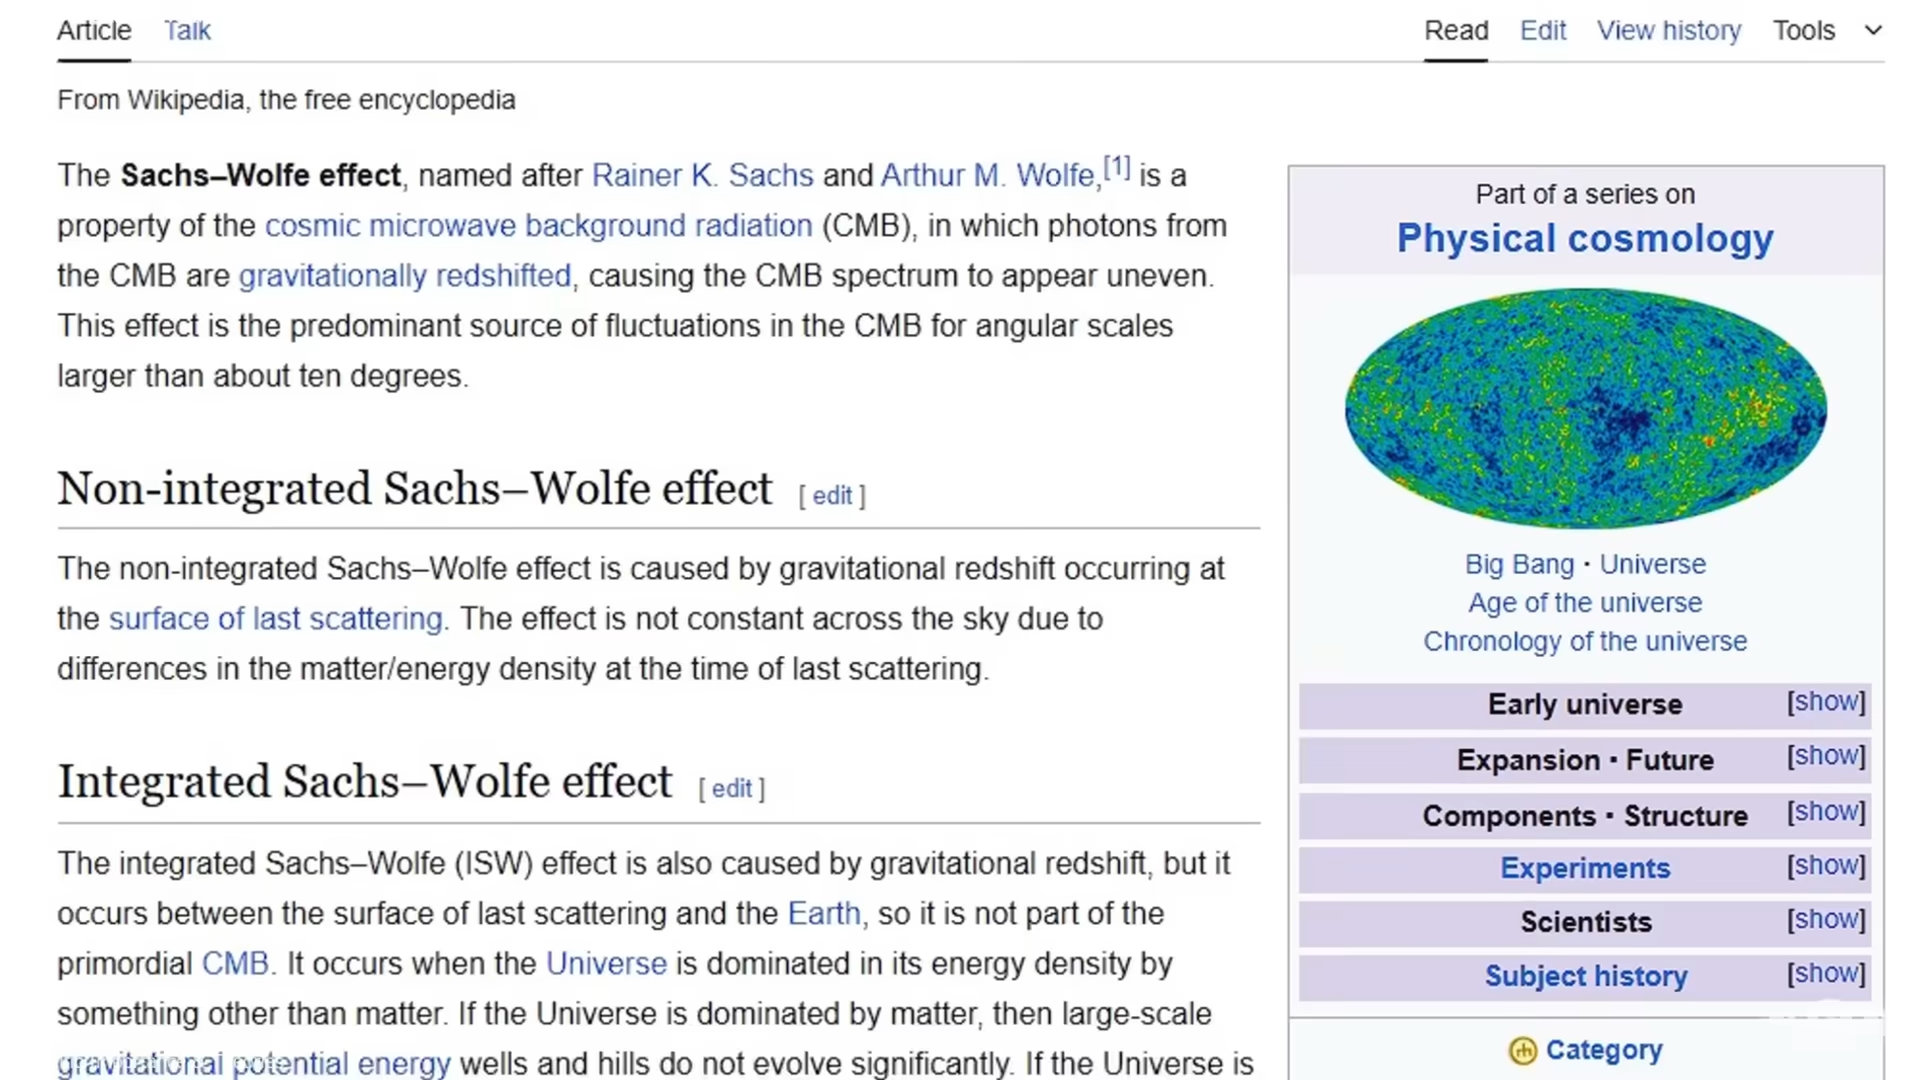 Article Talk Read Edit View history Tools
From Wikipedia, the free encyclopedia
The Sachs–Wolfe effect, named after Rainer K. Sachs and Arthur M. Wolfe,[1] is a
property of the cosmic microwave background radiation (CMB), in which photons from
the CMB are gravitationally redshifted, causing the CMB spectrum to appear uneven.
This effect is the predominant source of fluctuations in the CMB for angular scales
larger than about ten degrees.
Non-integrated Sachs–Wolfe effect [ edit ]
The non-integrated Sachs–Wolfe effect is caused by gravitational redshift occurring at
the surface of last scattering. The effect is not constant across the sky due to
differences in the matter/energy density at the time of last scattering.
Integrated Sachs–Wolfe effect [ edit ]
The integrated Sachs–Wolfe (ISW) effect is also caused by gravitational redshift, but it
occurs between the surface of last scattering and the Earth, so it is not part of the
primordial CMB. It occurs when the Universe is dominated in its energy density by
something other than matter. If the Universe is dominated by matter, then large-scale
gravitational potential energy wells and hills do not evolve significantly. If the Universe is
Part of a series on
Physical cosmology
Big Bang · Universe
Age of the universe
Chronology of the universe
Early universe [show]
Expansion · Future [show]
Components · Structure [show]
Experiments [show]
Scientists [show]
Subject history [show]
Category